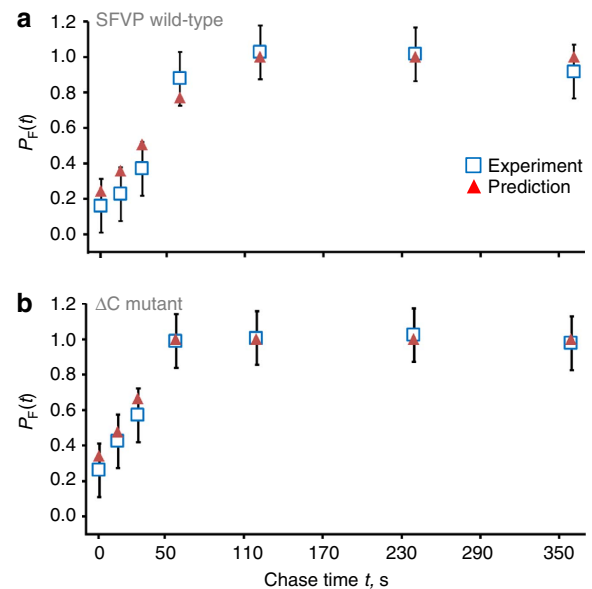 a SFVP wild-type
1.2
1.0
0.8
0.6
0.4
0.2
0.0
P_F(t)
Experiment
Prediction
b ΔC mutant
1.2
1.0
0.8
0.6
0.4
0.2
0.0
P_F(t)
0 50 110 170 230 290 350
Chase time t, s